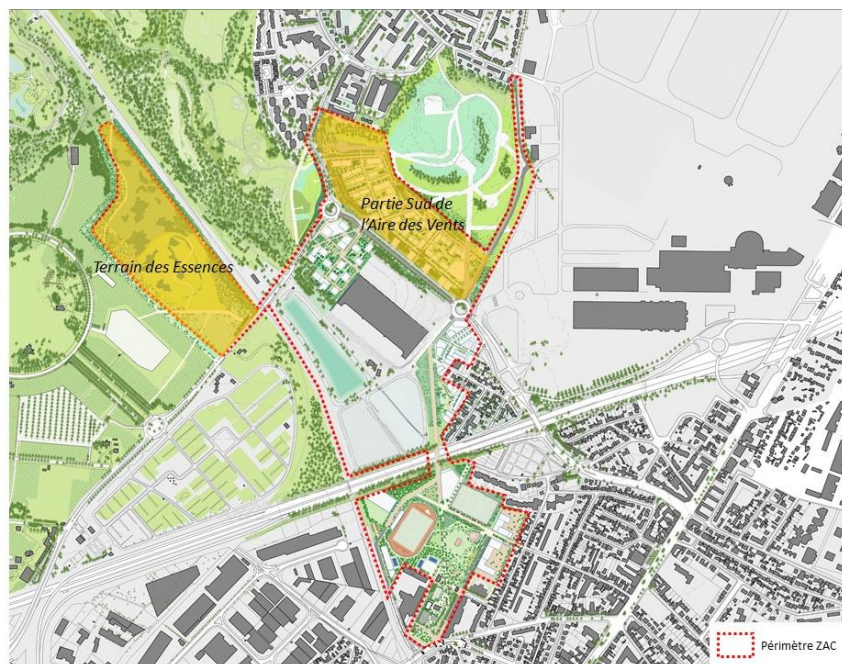 Partie Sud de
l'Aire des Vents
Terrain des Essences
Périmètre ZAC